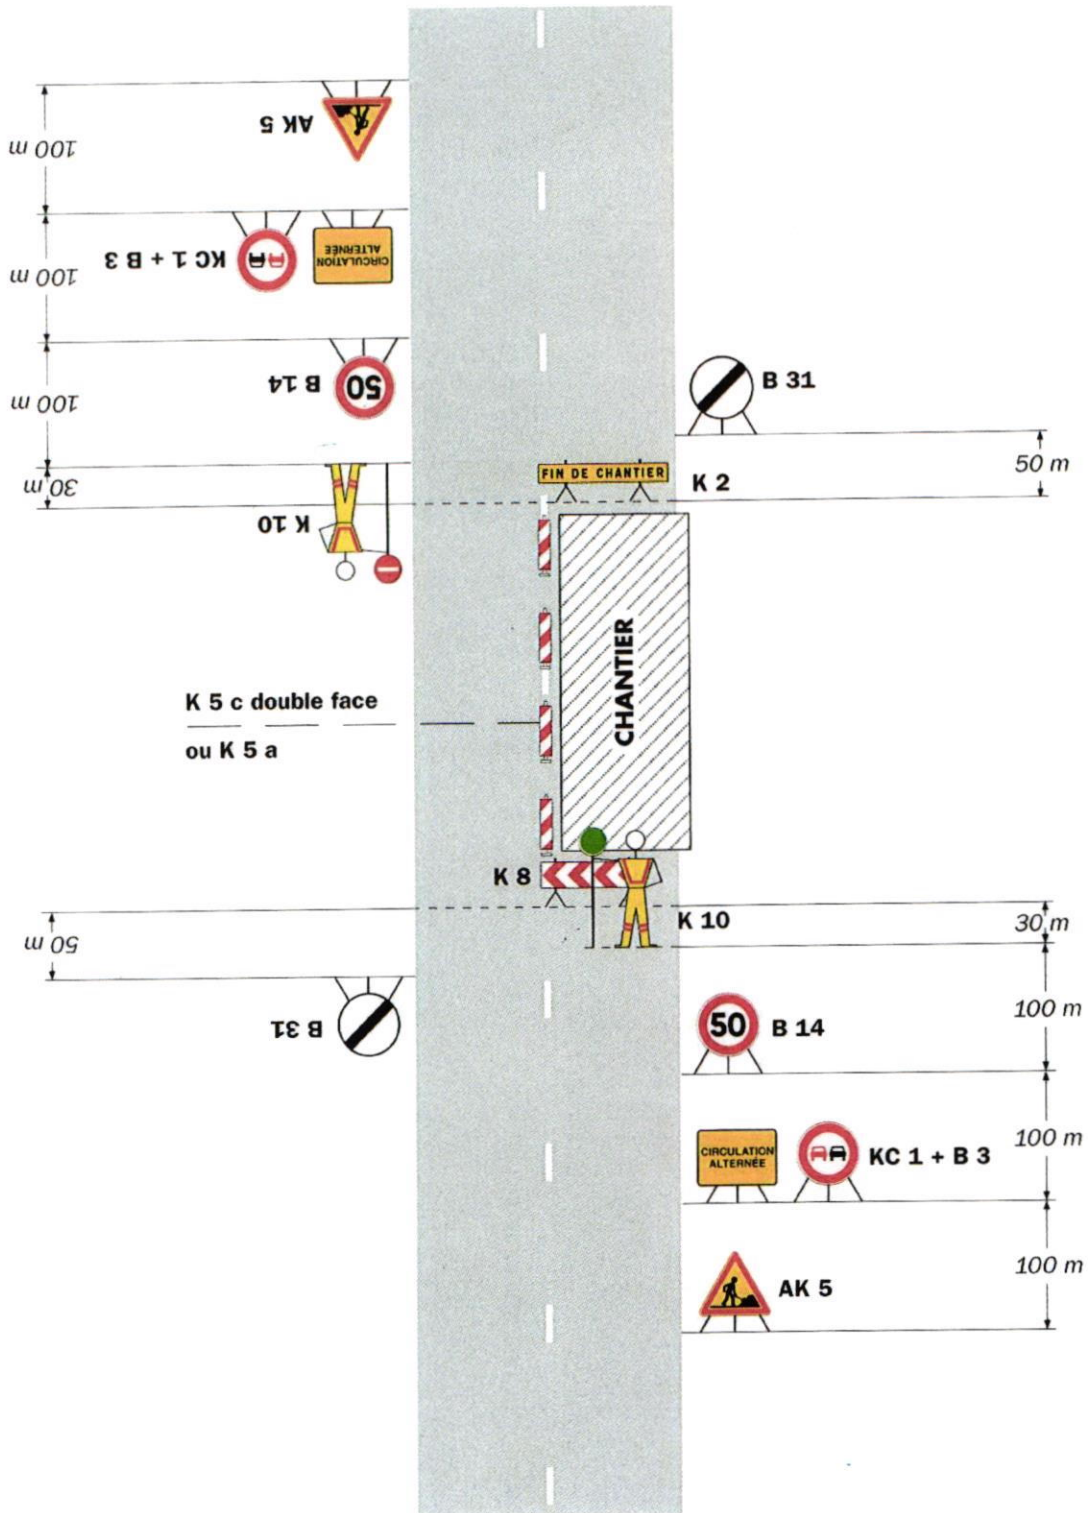 AK 5
100 m
KC 1 + B 3
CIRCULATION
ALTERNÉE
100 m
B 14
50
100 m
B 31
50 m
FIN DE CHANTIER
K 2
30 m
K 10
CHANTIER
K 5 c double face
ou K 5 a
K 8
K 10
30 m
50 m
B 31
50
B 14
100 m
CIRCULATION
ALTERNÉE
KC 1 + B 3
100 m
AK 5
100 m